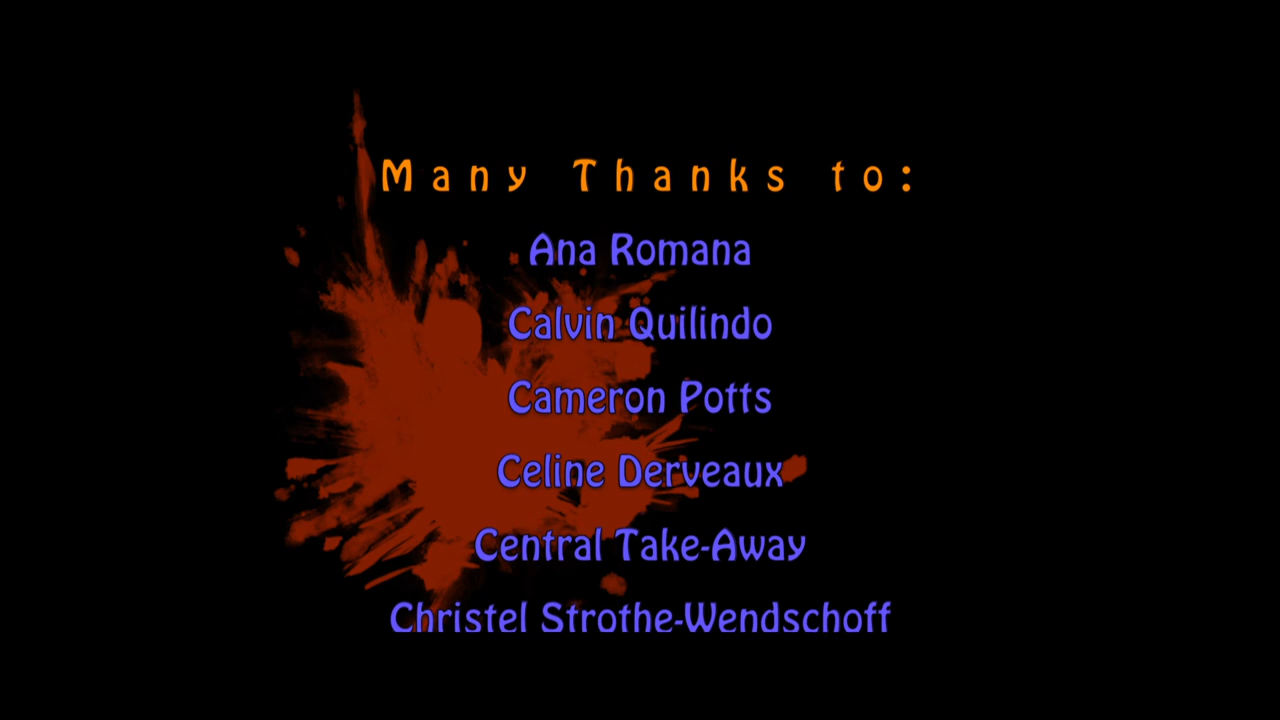 Many Thanks to:
Ana Romana
Calvin Quilindo
Cameron Potts
Celine Derveaux
Central Take-Away
Christel Strothe-Wendschoff